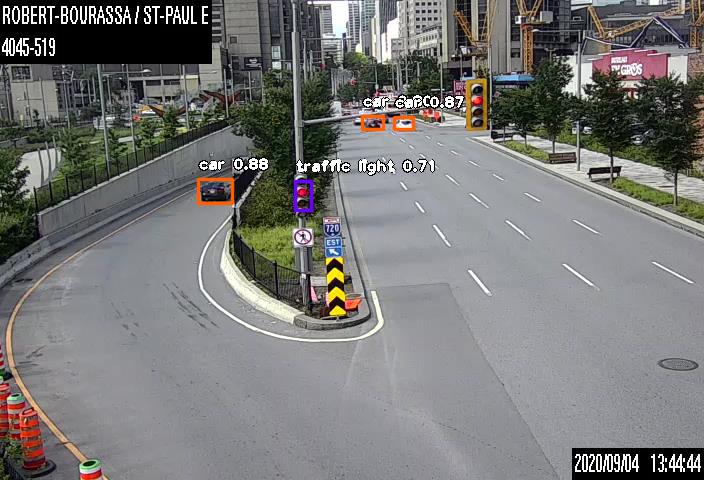 ROBERT-BOURASSA / ST-PAUL E
4045-519
car 0.87
car 0.88
traffic light 0.71
720
EST
2020/09/04 13:44:44